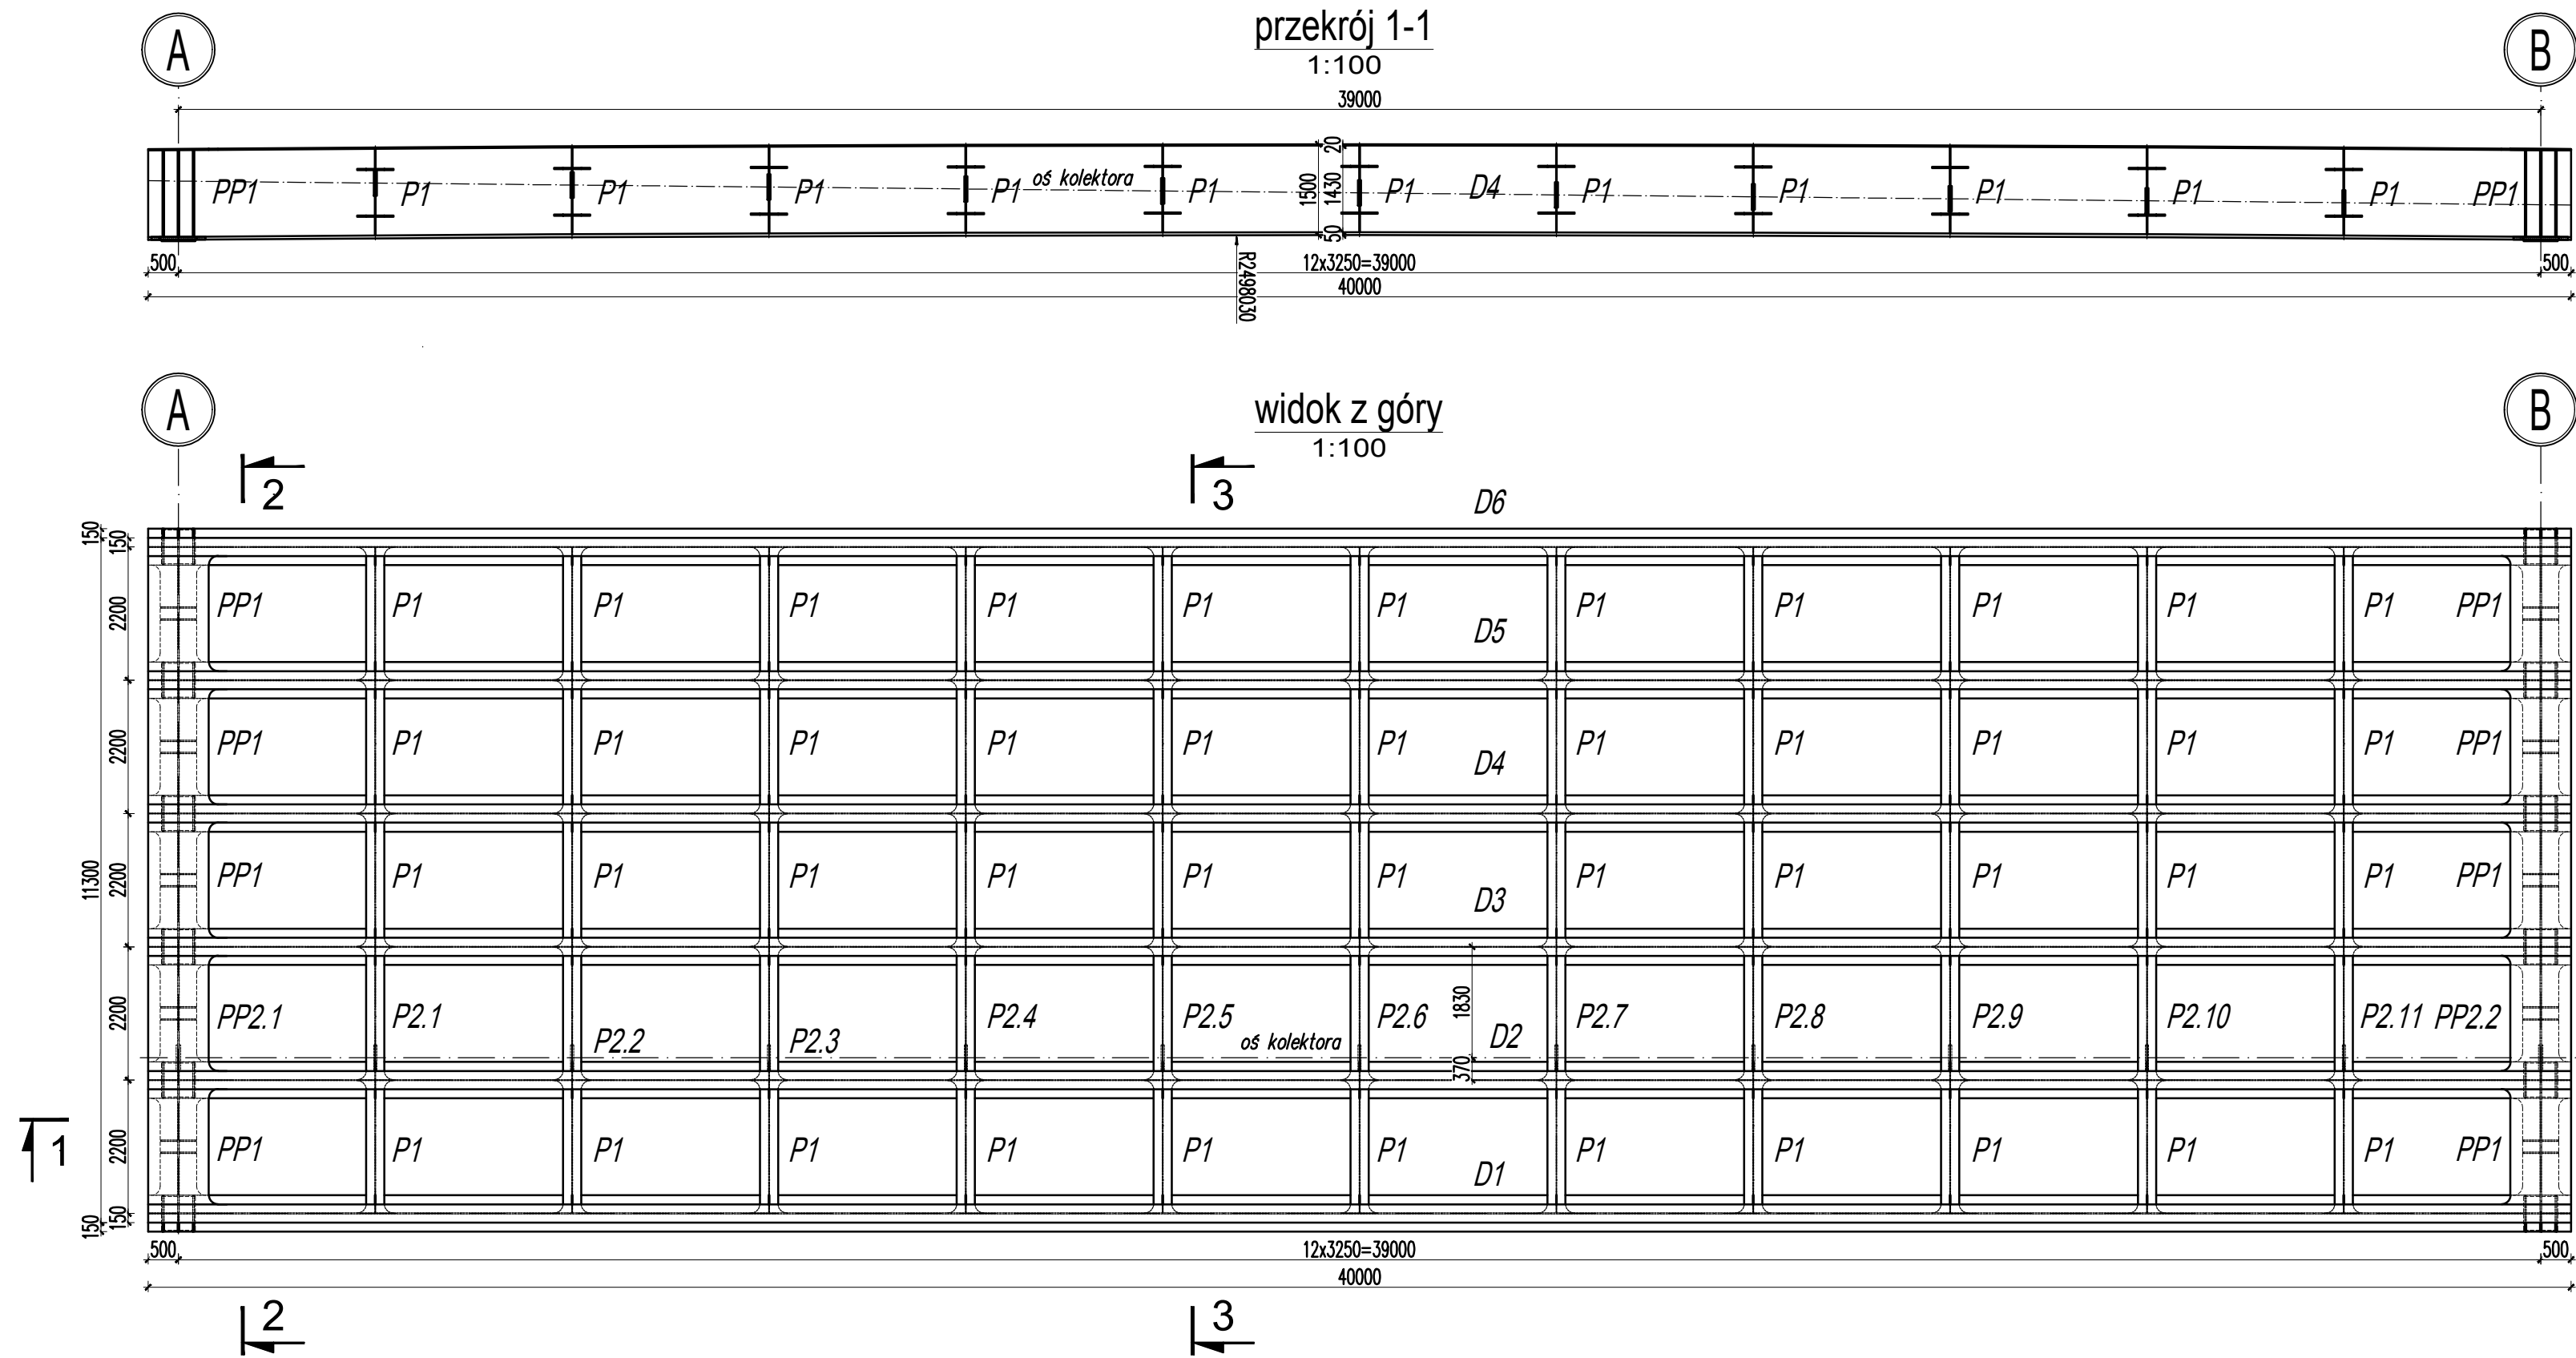 przekrój 1-1
1:100
A
B
39000
PP1 P1 P1 P1 P1 oś kolektora P1 1500 20 1430 50 P1 D4 P1 P1 P1 P1 P1 PP1
500 12x3250=39000 500
40000
R2498030
widok z góry
1:100
A
B
2 3
D6
150 150
2200 PP1 P1 P1 P1 P1 P1 P1 P1 P1 P1 P1 P1 PP1
D5
2200 PP1 P1 P1 P1 P1 P1 P1 P1 P1 P1 P1 P1 PP1
D4
11300 2200 PP1 P1 P1 P1 P1 P1 P1 P1 P1 P1 P1 P1 PP1
D3
2200 PP2.1 P2.1 P2.2 P2.3 P2.4 P2.5 P2.6 1830 D2 P2.7 P2.8 P2.9 P2.10 P2.11 PP2.2
oś kolektora 370
1 2200 PP1 P1 P1 P1 P1 P1 P1 P1 P1 P1 P1 P1 PP1
D1
150 150
500 12x3250=39000 500
40000
2 3